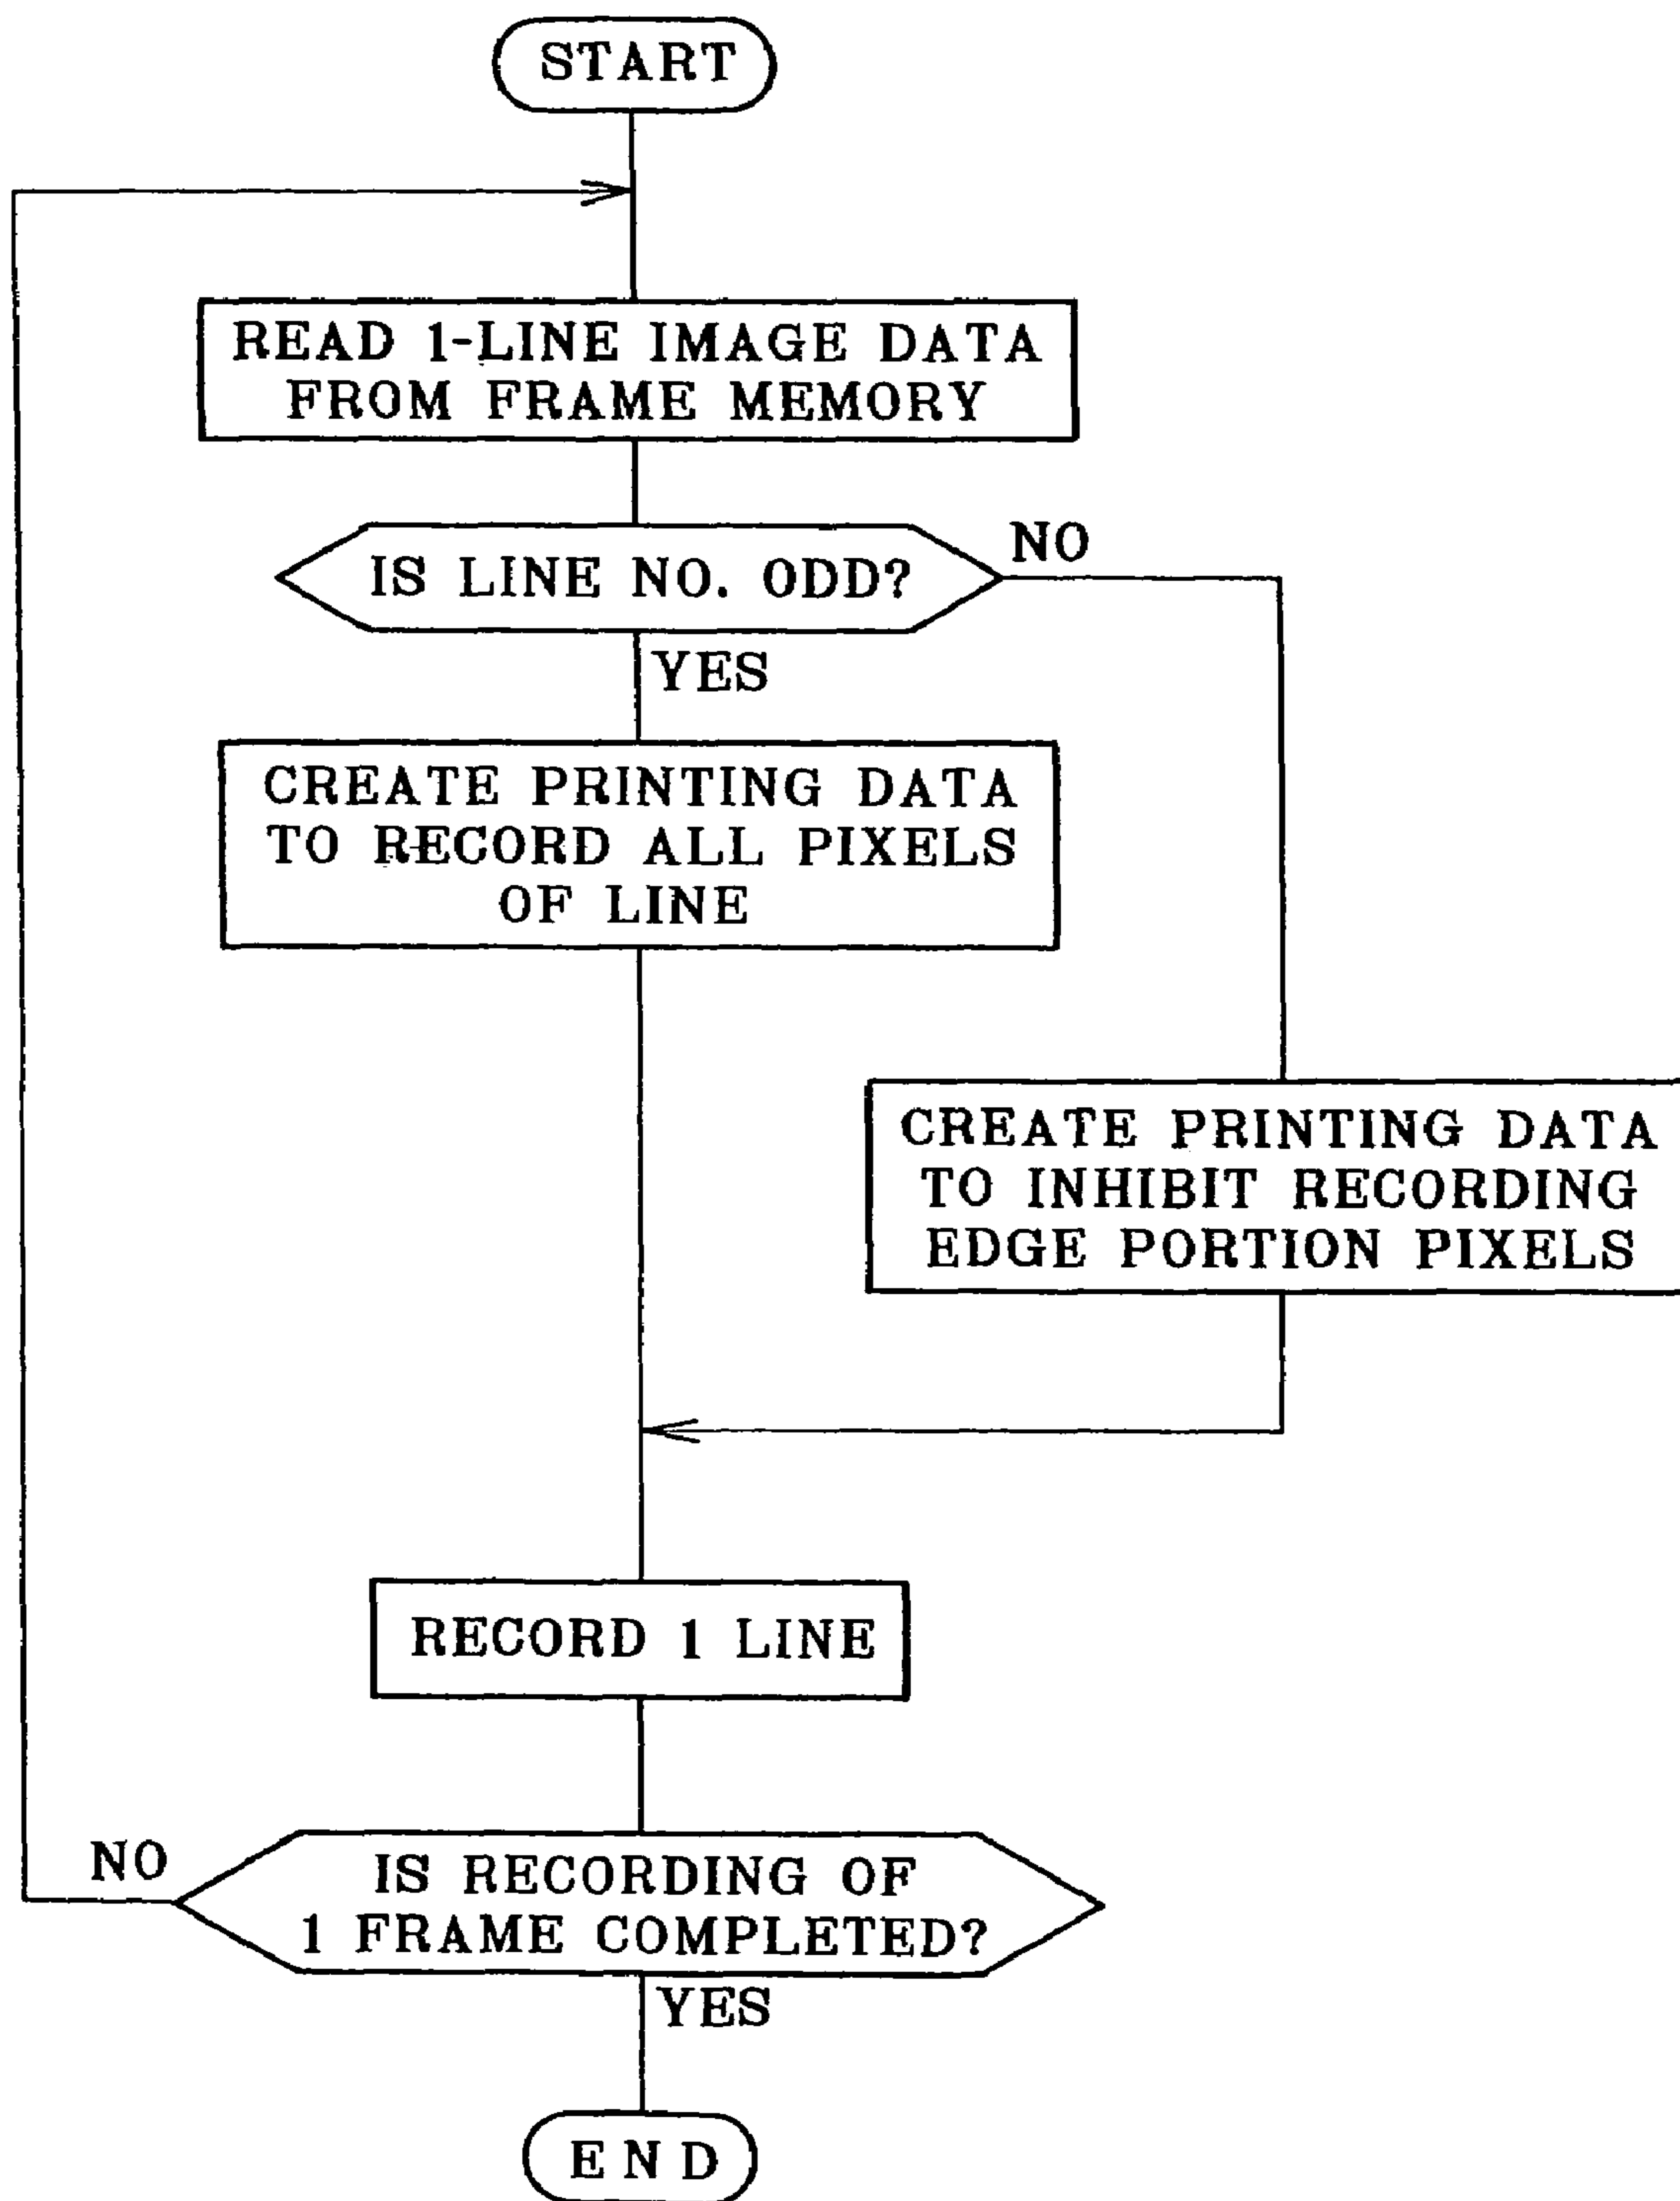 START
READ 1-LINE IMAGE DATA
FROM FRAME MEMORY
IS LINE NO. ODD?
NO
YES
CREATE PRINTING DATA
TO RECORD ALL PIXELS
OF LINE
CREATE PRINTING DATA
TO INHIBIT RECORDING
EDGE PORTION PIXELS
RECORD 1 LINE
NO
IS RECORDING OF
1 FRAME COMPLETED?
YES
END